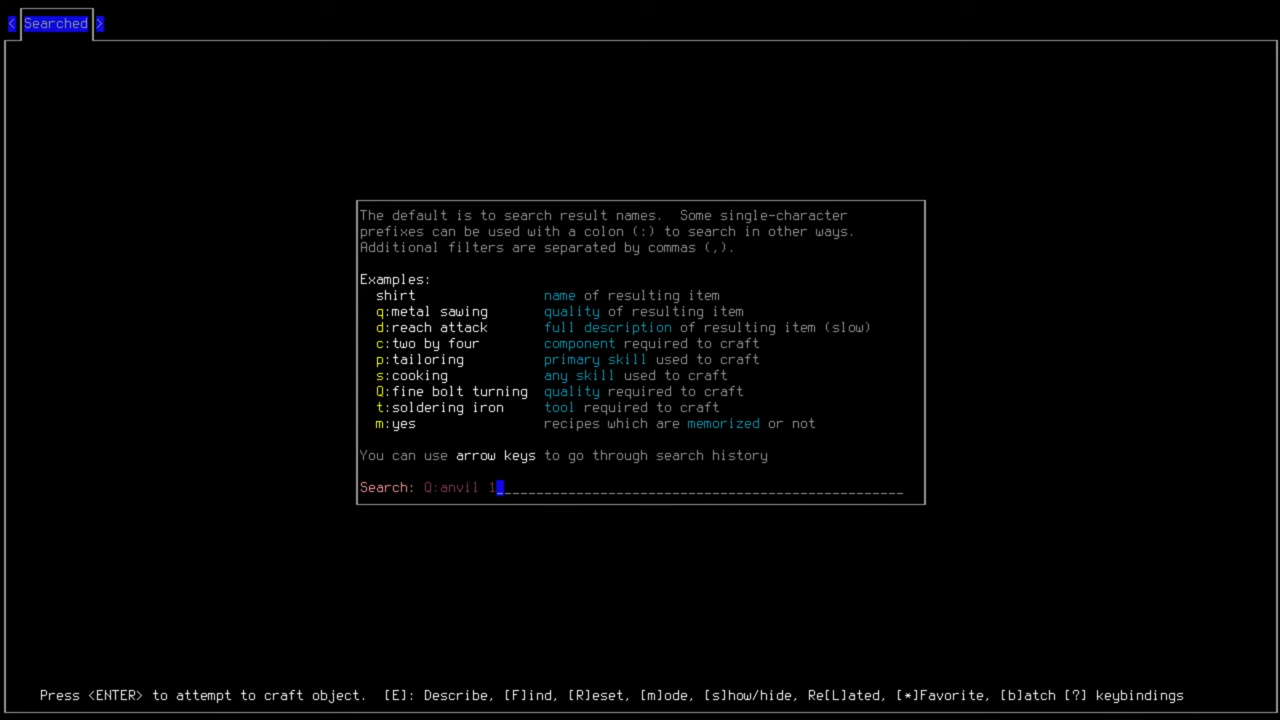 < Searched >
The default is to search result names.  Some single-character
prefixes can be used with a colon (:) to search in other ways.
Additional filters are separated by commas (,).
Examples:
shirt name of resulting item
q:metal sawing quality of resulting item
d:reach attack full description of resulting item (slow)
c:two by four component required to craft
p:tailoring primary skill used to craft
s:cooking any skill used to craft
Q:fine bolt turning quality required to craft
t:soldering iron tool required to craft
m:yes recipes which are memorized or not
You can use arrow keys to go through search history
Search: Q:anvil 1
Press <ENTER> to attempt to craft object.  [E]: Describe, [F]ind, [R]eset, [m]ode, [s]how/hide, Re[L]ated, [*]Favorite, [b]atch [?] keybindings